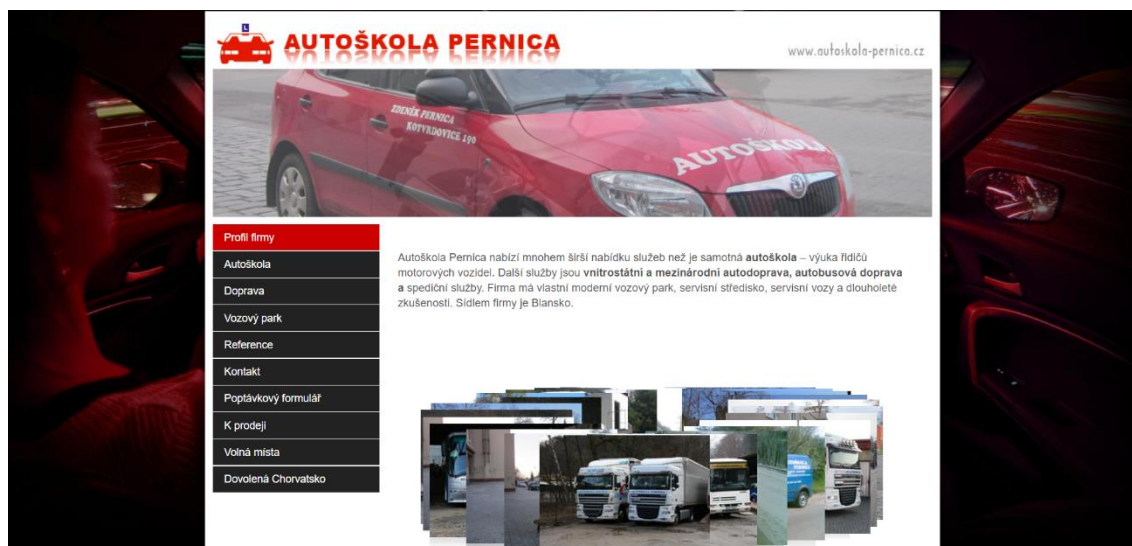 L
AUTOŠKOLA PERNICA
www.autoskola-pernica.cz
ZDENĚK PERNICA
KOTVRDOVICE 190
AUTOŠKOLA
Profil firmy
Autoškola
Doprava
Vozový park
Reference
Kontakt
Poptávkový formulář
K prodeji
Volná místa
Dovolená Chorvatsko
Autoškola Pernica nabízí mnohem širší nabídku služeb než je samotná autoškola – výuka řidičů
motorových vozidel. Další služby jsou vnitrostátní a mezinárodní autodoprava, autobusová doprava
a spediční služby. Firma má vlastní moderní vozový park, servisní středisko, servisní vozy a dlouholeté
zkušenosti. Sídlem firmy je Blansko.